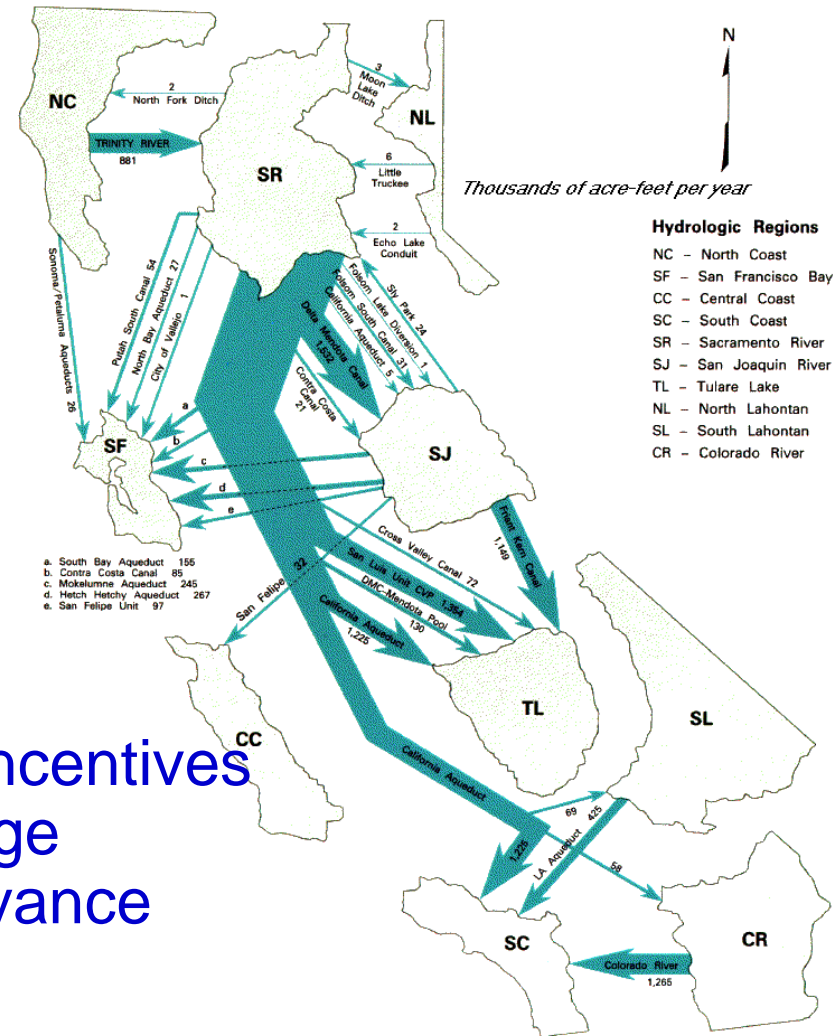 N
NC
2
North Fork Ditch
3
Moon
Lake
Ditch
NL
TRINITY RIVER
881
SR
6
Little
Truckee
2
Echo Lake
Conduit
Thousands of acre-feet per year
Hydrologic Regions
NC – North Coast
SF – San Francisco Bay
CC – Central Coast
SC – South Coast
SR – Sacramento River
SJ – San Joaquin River
TL – Tulare Lake
NL – North Lahontan
SL – South Lahontan
CR – Colorado River
Sonoma/Petaluma Aqueducts 26
Putah South Canal 54
North Bay Aqueduct 27
City of Vallejo 1
Delta Mendota Canal
1,532
Contra Costa
Canal
21
California Aqueduct 5
Folsom South Canal 31
Folsom Lake Diversion 1
Sly Park 24
SF
a
b
c
d
e
SJ
a. South Bay Aqueduct 155
b. Contra Costa Canal 85
c. Mokelumne Aqueduct 245
d. Hetch Hetchy Aqueduct 267
e. San Felipe Unit 97
Friant Kern Canal
1,149
Cross Valley Canal 72
San Luis Unit CVP 1,354
DMC-Mendota Pool
130
San Felipe 32
California Aqueduct
1,225
CC
TL
SL
ncentives
ge
yvance
California Aqueduct
69
425
LA Aqueduct
1,226
58
SC
CR
Colorado River
1,265